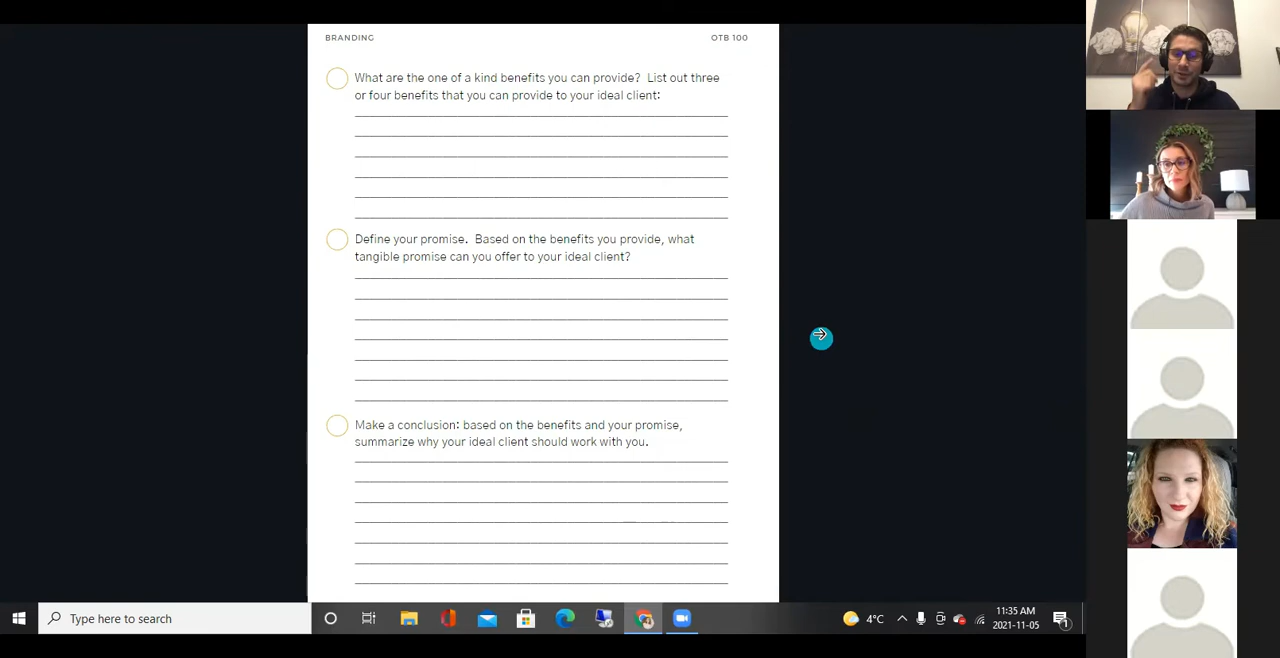 BRANDING
OTB 100
What are the one of a kind benefits you can provide? List out three
or four benefits that you can provide to your ideal client:
Define your promise. Based on the benefits you provide, what
tangible promise can you offer to your ideal client?
Make a conclusion: based on the benefits and your promise,
summarize why your ideal client should work with you.
Type here to search
4°C
11:35 AM
2021-11-05
1